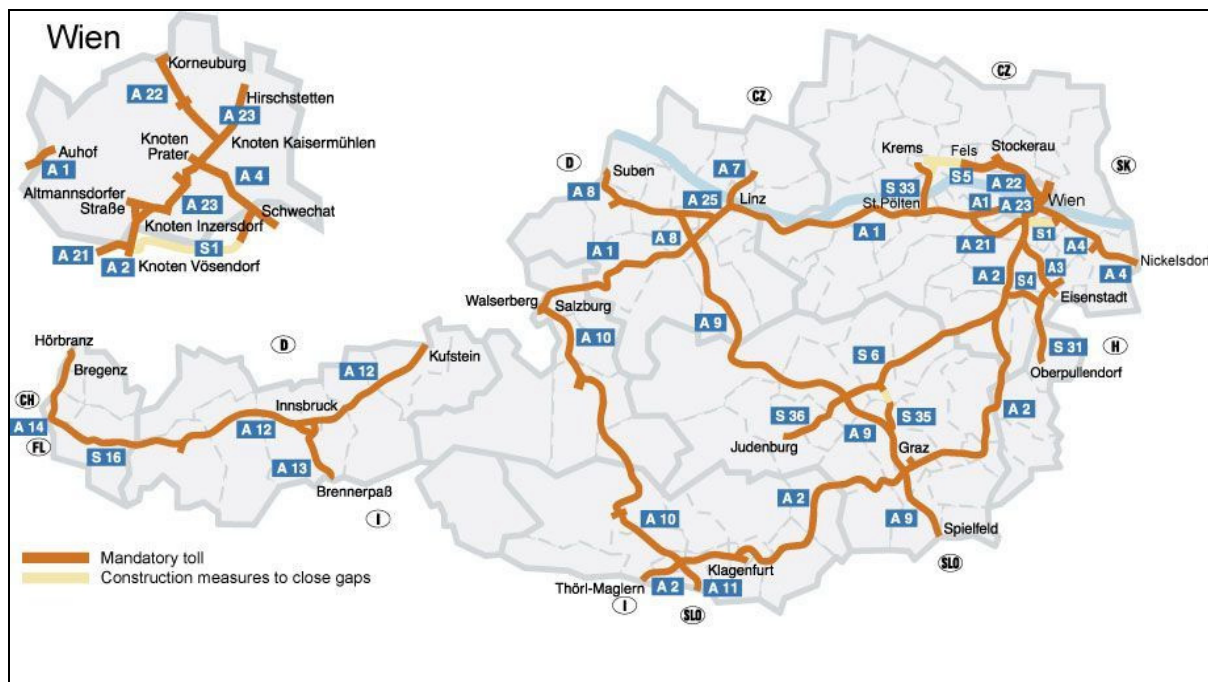 Wien
Korneuburg
A 22
Hirschstetten
A 23
Knoten
Prater
Knoten Kaisermühlen
Auhof
A 1
A 4
Altmannsdorfer
Straße
A 23
Schwechat
Knoten Inzersdorf
S1
A 21
A 2
Knoten Vösendorf
CZ
CZ
D
Suben
A 8
A 7
A 25
Linz
Krems
Fels
Stockerau
SK
S 33
S5
A 22
St.Pölten
A1
A 23
Wien
A 8
A 1
A 1
A 21
S1
A4
A 4
Nickelsdorf
A 2
S4
A3
Eisenstadt
Walserberg
Salzburg
A 10
A 9
S 6
S 31
H
Oberpullendorf
Hörbranz
Bregenz
D
Kufstein
A 12
CH
A 14
FL
Innsbruck
A 12
S 16
A 13
Brennerpaß
I
S 36
S 35
A 2
Judenburg
A 9
Graz
A 2
A 10
A 9
Spielfeld
SLO
Klagenfurt
Thörl-Maglern
A 2
A 11
I
SLO
Mandatory toll
Construction measures to close gaps